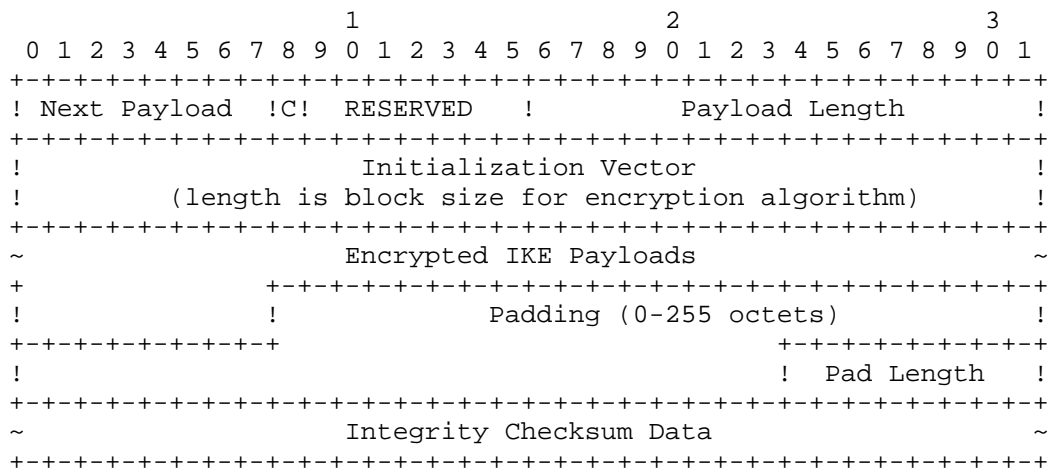 1                   2                   3
 0 1 2 3 4 5 6 7 8 9 0 1 2 3 4 5 6 7 8 9 0 1 2 3 4 5 6 7 8 9 0 1
+-+-+-+-+-+-+-+-+-+-+-+-+-+-+-+-+-+-+-+-+-+-+-+-+-+-+-+-+-+-+-+-+
! Next Payload  !C!  RESERVED   !         Payload Length        !
+-+-+-+-+-+-+-+-+-+-+-+-+-+-+-+-+-+-+-+-+-+-+-+-+-+-+-+-+-+-+-+-+
!                     Initialization Vector                     !
!         (length is block size for encryption algorithm)       !
+-+-+-+-+-+-+-+-+-+-+-+-+-+-+-+-+-+-+-+-+-+-+-+-+-+-+-+-+-+-+-+-+
~                    Encrypted IKE Payloads                     ~
+               +-+-+-+-+-+-+-+-+-+-+-+-+-+-+-+-+-+-+-+-+-+-+-+-+
!               !             Padding (0-255 octets)            !
+-+-+-+-+-+-+-+-+                               +-+-+-+-+-+-+-+-+
!                                               !  Pad Length   !
+-+-+-+-+-+-+-+-+-+-+-+-+-+-+-+-+-+-+-+-+-+-+-+-+-+-+-+-+-+-+-+-+
~                    Integrity Checksum Data                    ~
+-+-+-+-+-+-+-+-+-+-+-+-+-+-+-+-+-+-+-+-+-+-+-+-+-+-+-+-+-+-+-+-+